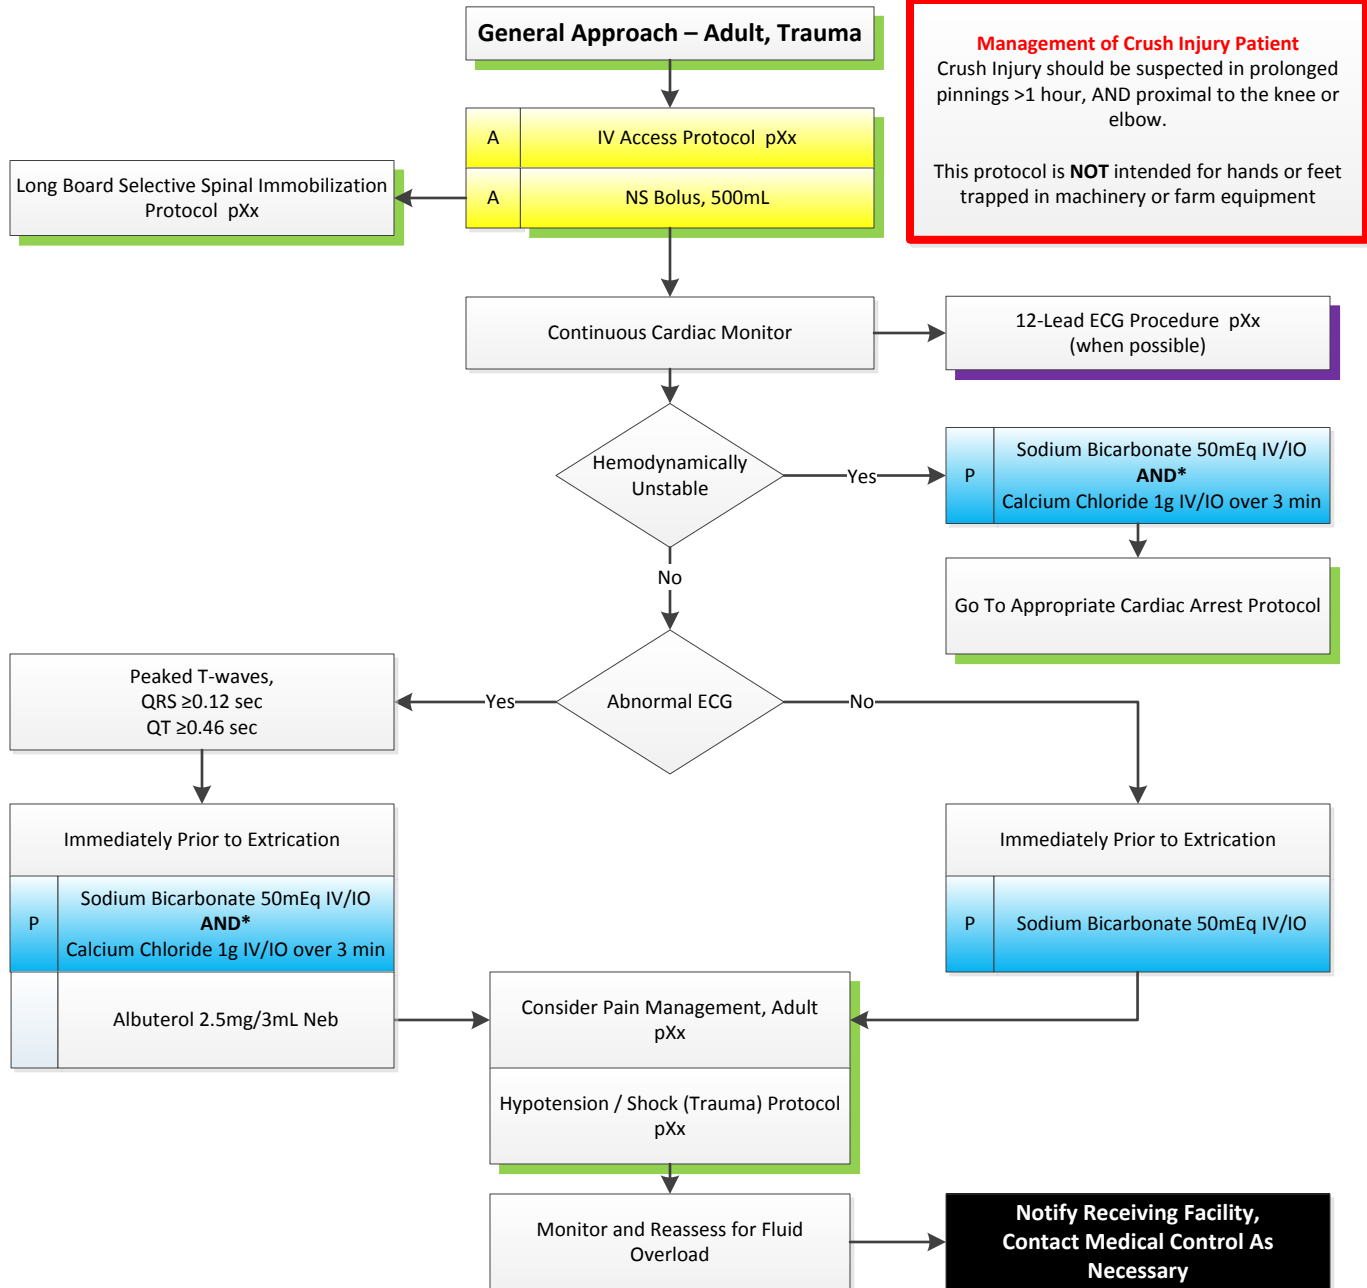 General Approach – Adult, Trauma
Management of Crush Injury Patient
Crush Injury should be suspected in prolonged
pinnings >1 hour, AND proximal to the knee or
elbow.
This protocol is NOT intended for hands or feet
trapped in machinery or farm equipment
A
IV Access Protocol pXx
A
NS Bolus, 500mL
Long Board Selective Spinal Immobilization
Protocol pXx
Continuous Cardiac Monitor
12-Lead ECG Procedure pXx
(when possible)
Hemodynamically
Unstable
Yes
P
Sodium Bicarbonate 50mEq IV/IO
AND*
Calcium Chloride 1g IV/IO over 3 min
No
Go To Appropriate Cardiac Arrest Protocol
Abnormal ECG
Yes
No
Peaked T-waves,
QRS ≥0.12 sec
QT ≥0.46 sec
Immediately Prior to Extrication
P
Sodium Bicarbonate 50mEq IV/IO
AND*
Calcium Chloride 1g IV/IO over 3 min
Albuterol 2.5mg/3mL Neb
Immediately Prior to Extrication
P
Sodium Bicarbonate 50mEq IV/IO
Consider Pain Management, Adult
pXx
Hypotension / Shock (Trauma) Protocol
pXx
Monitor and Reassess for Fluid
Overload
Notify Receiving Facility,
Contact Medical Control As
Necessary